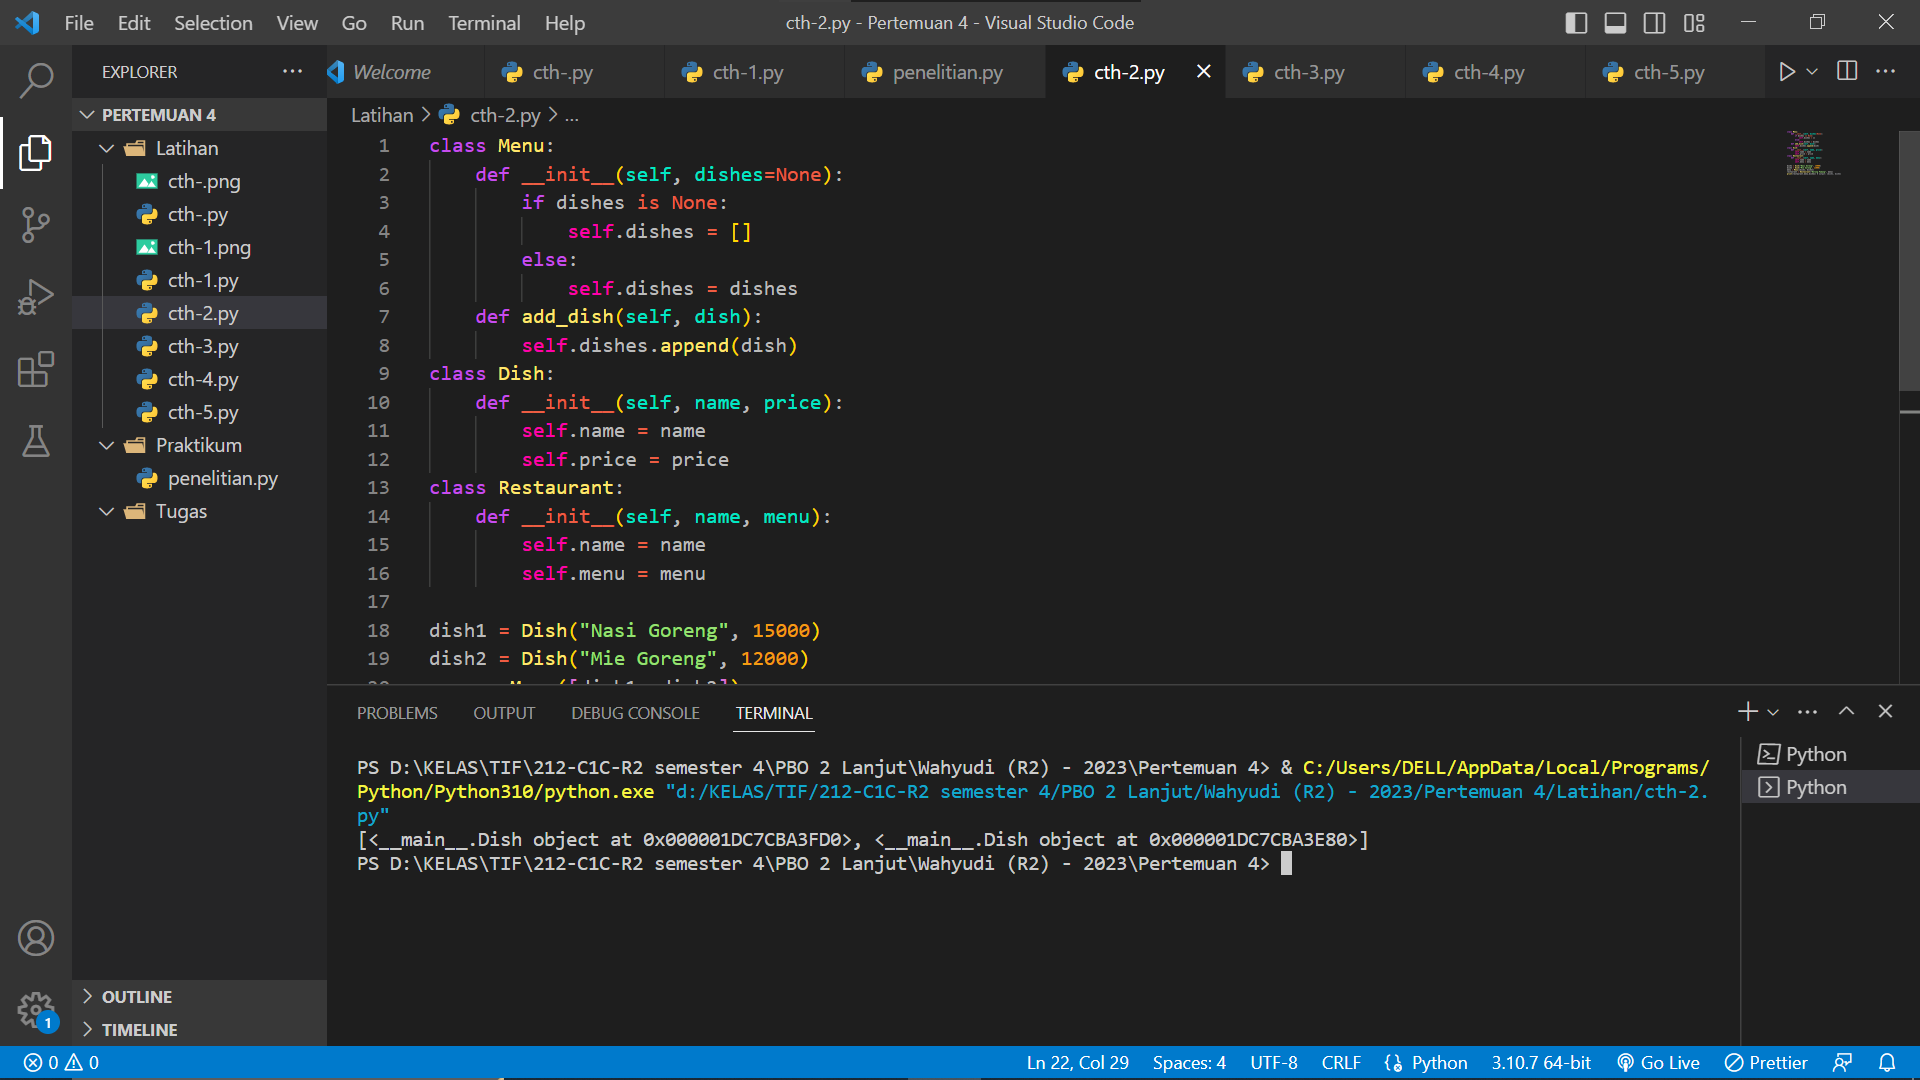 File Edit Selection View Go Run Terminal Help
cth-2.py - Pertemuan 4 - Visual Studio Code
EXPLORER
Welcome
cth-.py
cth-1.py
penelitian.py
cth-2.py
cth-3.py
cth-4.py
cth-5.py
PERTEMUAN 4
Latihan
cth-.png
cth-.py
cth-1.png
cth-1.py
cth-2.py
cth-3.py
cth-4.py
cth-5.py
Praktikum
penelitian.py
Tugas
OUTLINE
TIMELINE
Latihan > cth-2.py > ...
1 class Menu:
2 def __init__(self, dishes=None):
3 if dishes is None:
4 self.dishes = []
5 else:
6 self.dishes = dishes
7 def add_dish(self, dish):
8 self.dishes.append(dish)
9 class Dish:
10 def __init__(self, name, price):
11 self.name = name
12 self.price = price
13 class Restaurant:
14 def __init__(self, name, menu):
15 self.name = name
16 self.menu = menu
17
18 dish1 = Dish("Nasi Goreng", 15000)
19 dish2 = Dish("Mie Goreng", 12000)
PROBLEMS OUTPUT DEBUG CONSOLE TERMINAL
PS D:\KELAS\TIF\212-C1C-R2 semester 4\PBO 2 Lanjut\Wahyudi (R2) - 2023\Pertemuan 4> & C:/Users/DELL/AppData/Local/Programs/
Python/Python310/python.exe "d:/KELAS/TIF/212-C1C-R2 semester 4/PBO 2 Lanjut/Wahyudi (R2) - 2023/Pertemuan 4/Latihan/cth-2.
py"
[<__main__.Dish object at 0x000001DC7CBA3FD0>, <__main__.Dish object at 0x000001DC7CBA3E80>]
PS D:\KELAS\TIF\212-C1C-R2 semester 4\PBO 2 Lanjut\Wahyudi (R2) - 2023\Pertemuan 4>
Python
Python
1
0 0
Ln 22, Col 29 Spaces: 4 UTF-8 CRLF Python 3.10.7 64-bit Go Live Prettier